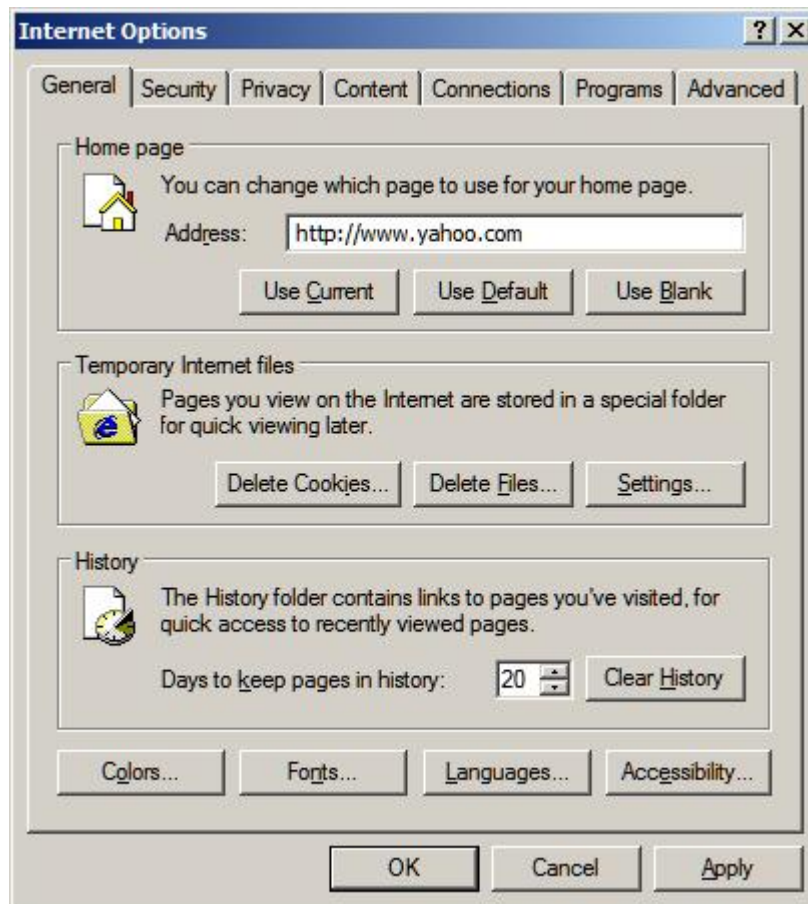 Internet Options
General Security Privacy Content Connections Programs Advanced
Home page
You can change which page to use for your home page.
Address: http://www.yahoo.com
Use Current Use Default Use Blank
Temporary Internet files
Pages you view on the Internet are stored in a special folder
for quick viewing later.
Delete Cookies... Delete Files... Settings...
History
The History folder contains links to pages you've visited, for
quick access to recently viewed pages.
Days to keep pages in history: 20 Clear History
Colors... Fonts... Languages... Accessibility...
OK Cancel Apply